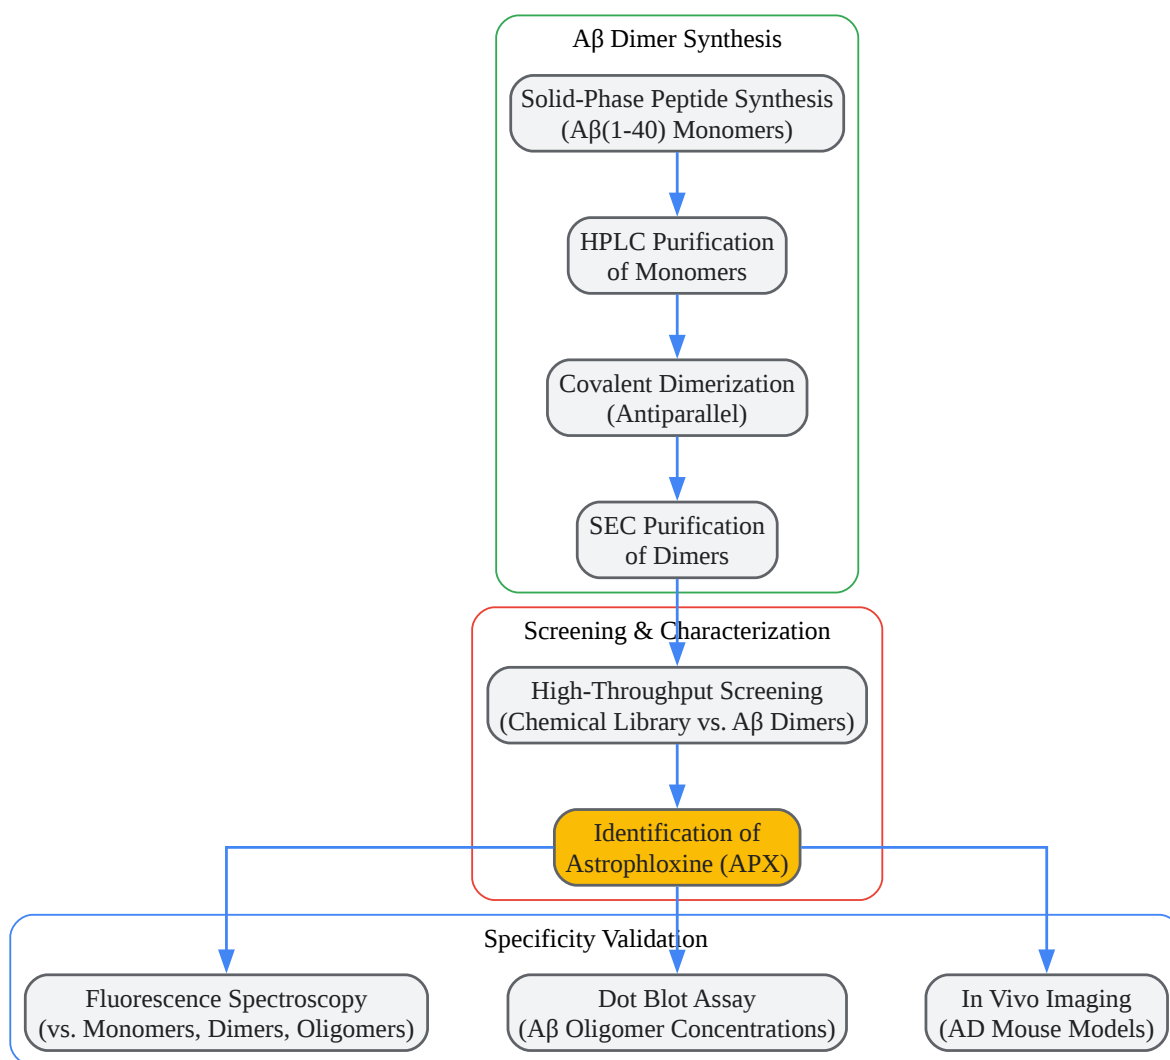 Aβ Dimer Synthesis
Solid-Phase Peptide Synthesis
(Aβ(1-40) Monomers)
HPLC Purification
of Monomers
Covalent Dimerization
(Antiparallel)
SEC Purification
of Dimers
Screening & Characterization
High-Throughput Screening
(Chemical Library vs. Aβ Dimers)
Identification of
Astrophloxine (APX)
Specificity Validation
Fluorescence Spectroscopy
(vs. Monomers, Dimers, Oligomers)
Dot Blot Assay
(Aβ Oligomer Concentrations)
In Vivo Imaging
(AD Mouse Models)